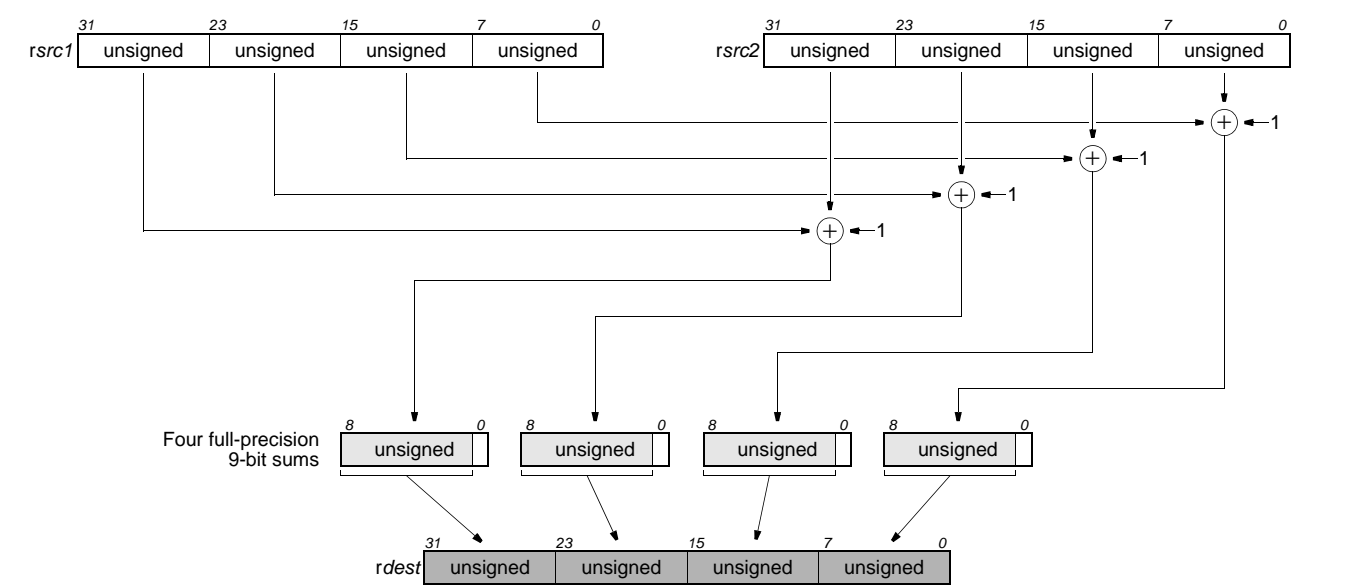 31 23 15 7 0 31 23 15 7 0
rsrc1 unsigned unsigned unsigned unsigned rsrc2 unsigned unsigned unsigned unsigned
+ 1
+ 1
+ 1
+ 1
8 0 8 0 8 0 8 0
Four full-precision
9-bit sums
unsigned unsigned unsigned unsigned
31 23 15 7 0
rdest unsigned unsigned unsigned unsigned